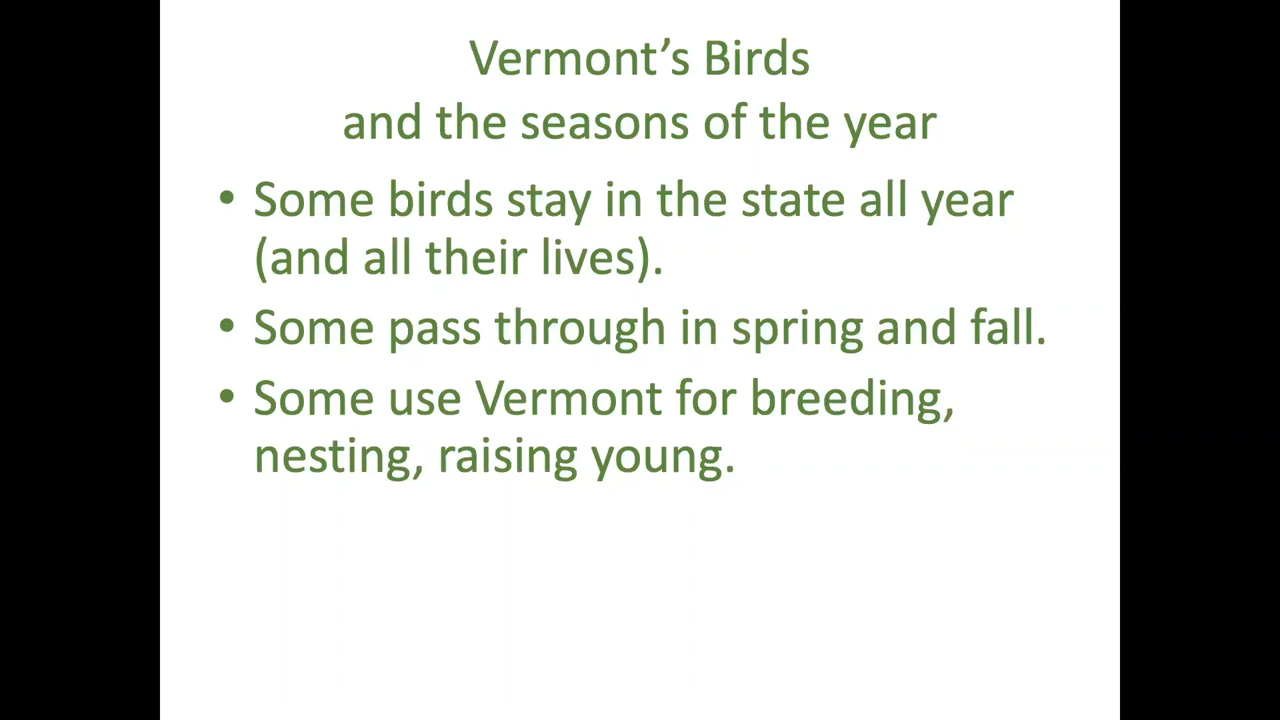 Vermont’s Birds
and the seasons of the year
• Some birds stay in the state all year
(and all their lives).
• Some pass through in spring and fall.
• Some use Vermont for breeding,
nesting, raising young.